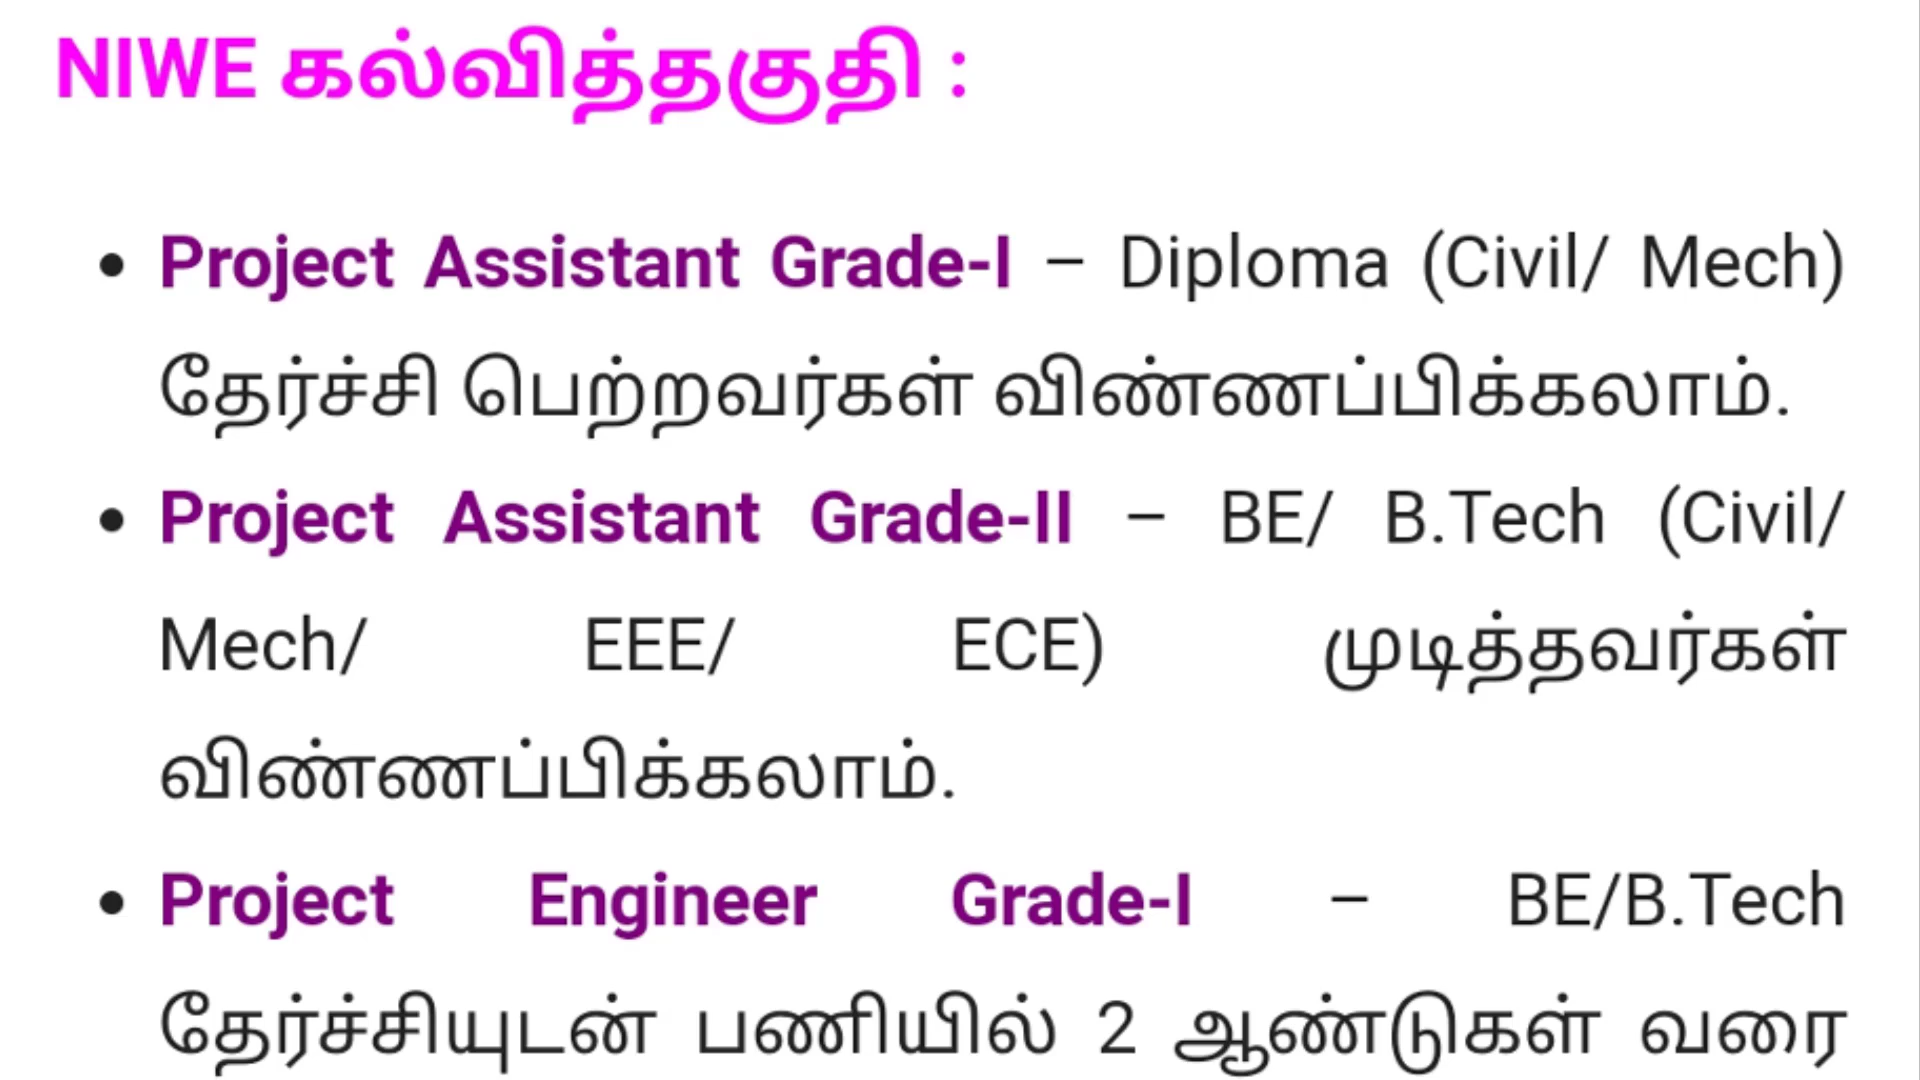 NIWE கல்வித்தகுதி :
• Project Assistant Grade-I – Diploma (Civil/ Mech)
தேர்ச்சி பெற்றவர்கள் விண்ணப்பிக்கலாம்.
• Project Assistant Grade-II – BE/ B.Tech (Civil/
Mech/ EEE/ ECE) முடித்தவர்கள்
விண்ணப்பிக்கலாம்.
• Project Engineer Grade-I – BE/B.Tech
தேர்ச்சியுடன் பணியில் 2 ஆண்டுகள் வரை